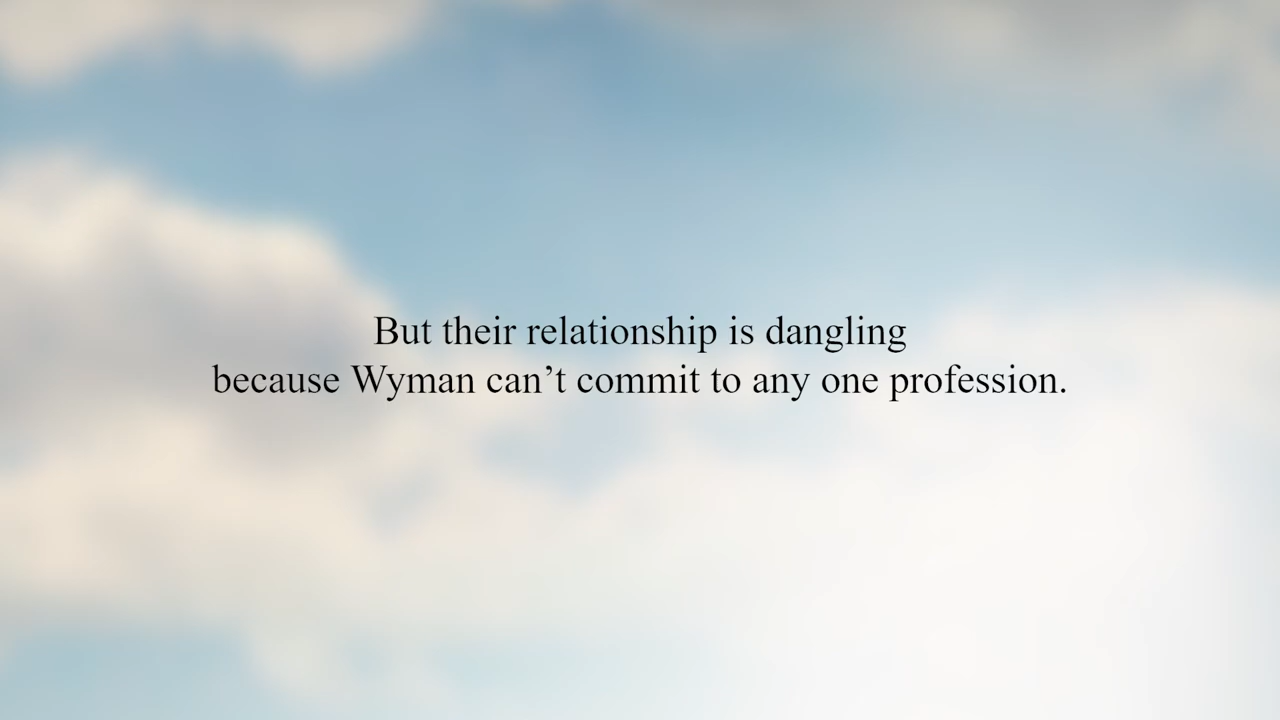 But their relationship is dangling
because Wyman can’t commit to any one profession.